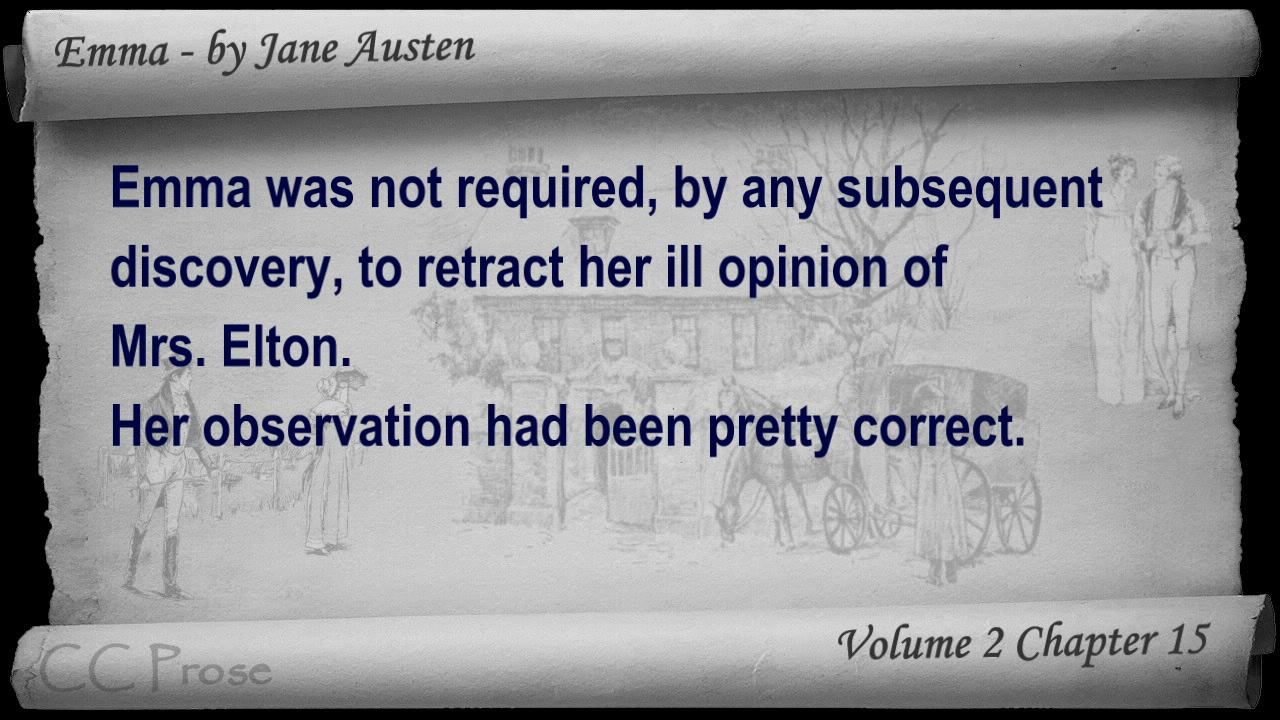 Emma - by Jane Austen
Emma was not required, by any subsequent
discovery, to retract her ill opinion of
Mrs. Elton.
Her observation had been pretty correct.
Volume 2 Chapter 15
CC Prose